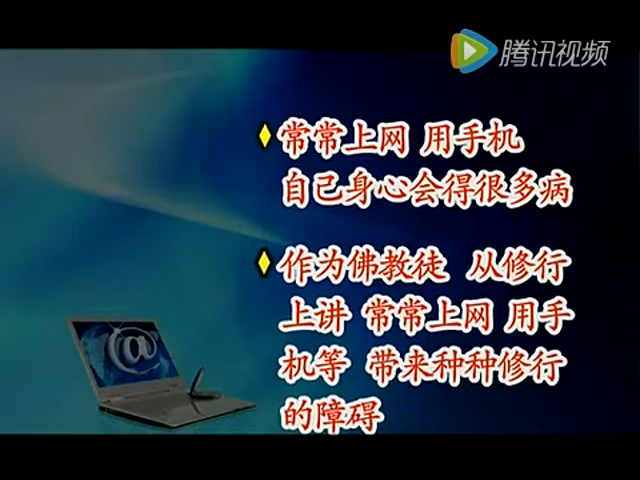 腾讯视频
常常上网 用手机
自己身心会得很多病
作为佛教徒 从修行
上讲 常常上网 用手
机等 带来种种修行
的障碍
@